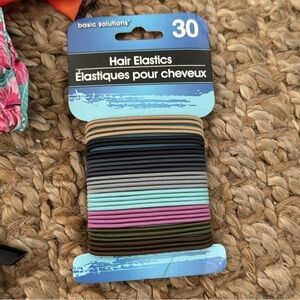 basic solutions®
30
Hair Elastics
Élastiques pour cheveux